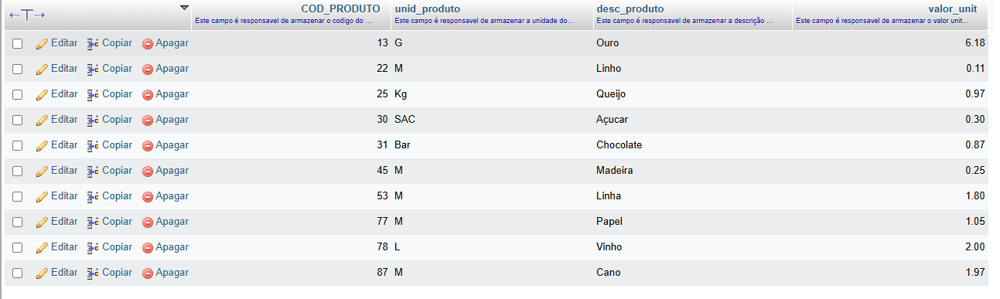 COD_PRODUTO unid_produto desc_produto valor_unit
Este campo é responsavel de armazenar o codigo do ... Este campo é responsavel de armazenar a unidade do... Este campo é responsavel de armazenar a descrição ... Este campo é responsavel de armazenar o valor unit...
Editar Copiar Apagar 13 G Ouro 6.18
Editar Copiar Apagar 22 M Linho 0.11
Editar Copiar Apagar 25 Kg Queijo 0.97
Editar Copiar Apagar 30 SAC Açucar 0.30
Editar Copiar Apagar 31 Bar Chocolate 0.87
Editar Copiar Apagar 45 M Madeira 0.25
Editar Copiar Apagar 53 M Linha 1.80
Editar Copiar Apagar 77 M Papel 1.05
Editar Copiar Apagar 78 L Vinho 2.00
Editar Copiar Apagar 87 M Cano 1.97